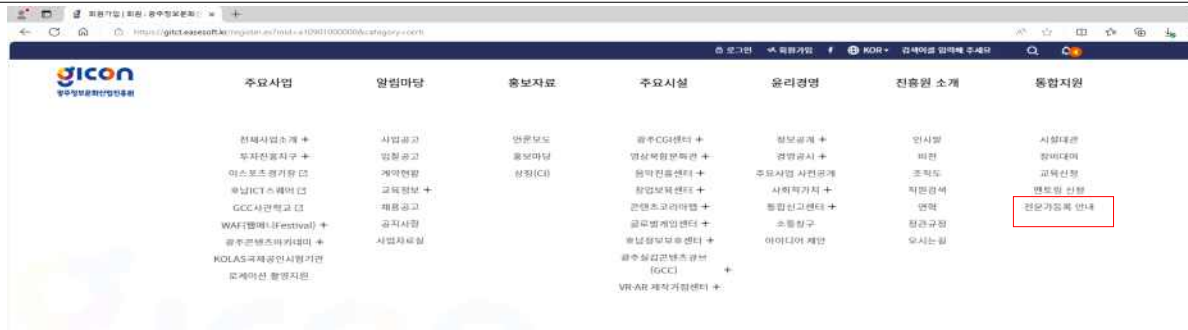 회원가입 | 회원 - 광주정보문화
https://gitct.easesoft.kr/register.es?mid=a10901000000&category=certi
로그인 회원가입 f KOR 검색어를 입력해 주세요
gicon
광주정보문화산업진흥원
주요사업 알림마당 홍보자료 주요시설 윤리경영 진흥원 소개 통합지원
전체사업소개 + 사업공고 언론보도 광주CGI센터 + 정보공개 + 인사말 시설대관
투자진흥지구 + 입찰공고 홍보마당 영상복합문화관 + 경영공시 + 비전 장비대여
이스포츠경기장 계약현황 상징(CI) 음악진흥센터 + 주요사업 사전공개 조직도 교육신청
호남ICT스퀘어 교육정보 + 창업보육센터 + 사회적가치 + 직원검색 멘토링 신청
GCC사관학교 채용공고 콘텐츠코리아랩 + 통합신고센터 + 연혁 전문가등록 안내
WAF(웹애니Festival) + 공지사항 글로벌게임센터 + 소통창구 정관규정
광주콘텐츠아카데미 + 사업자료실 호남정보보호센터 + 아이디어 제안 오시는길
KOLAS국제공인시험기관 광주실감콘텐츠큐브
로케이션 촬영지원 (GCC) +
VR·AR 제작거점센터 +